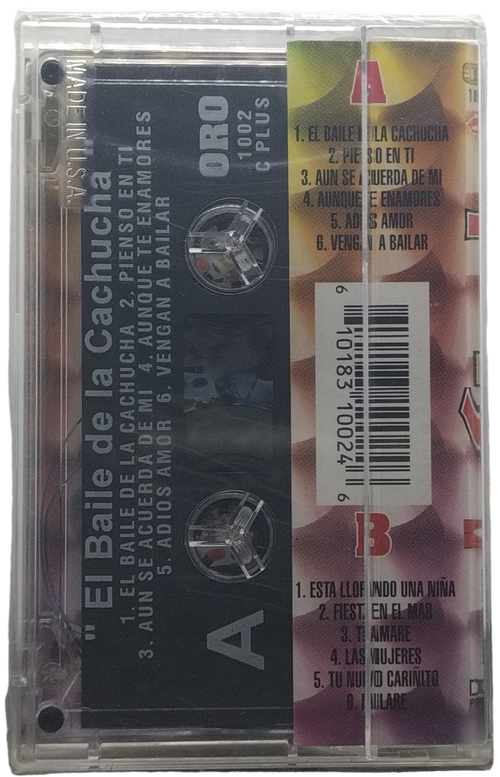 MADE IN U.S.A.
"El Baile de la Cachucha"
1. EL BAILE DE LA CACHUCHA 2. PIENSO EN TI
3. AUN SE ACUERDA DE MI 4. AUNQUE TE ENAMORES
5. ADIOS AMOR 6. VENGAN A BAILAR
A
ORO
1002
C PLUS
A
1. EL BAILE DE LA CACHUCHA
2. PIENSO EN TI
3. AUN SE ACUERDA DE MI
4. AUNQUE TE ENAMORES
5. ADIOS AMOR
6. VENGAN A BAILAR
6 10183 10024 6
B
1. ESTA LLORANDO UNA NIÑA
2. FIESTA EN EL MAR
3. TE AMARE
4. LAS MUJERES
5. TU NUEVO CARIÑITO
6. BAILARE